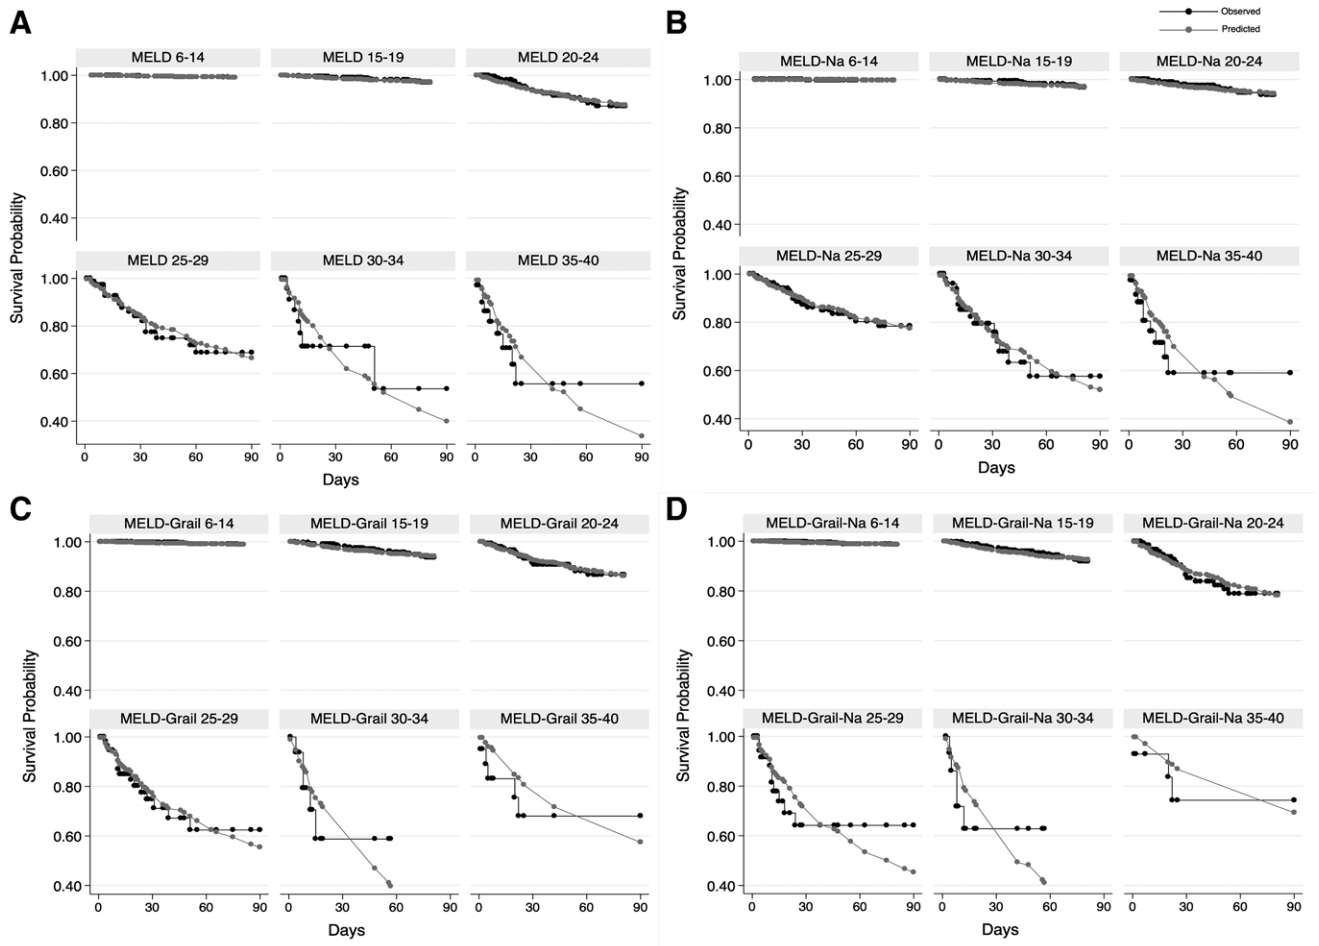 A
MELD 6-14 MELD 15-19 MELD 20-24
1.00
0.80
0.60
0.40
MELD 25-29 MELD 30-34 MELD 35-40
1.00
0.80
0.60
0.40
0 30 60 90 0 30 60 90 0 30 60 90
Survival Probability
Days
B
Observed
Predicted
MELD-Na 6-14 MELD-Na 15-19 MELD-Na 20-24
1.00
0.80
0.60
0.40
MELD-Na 25-29 MELD-Na 30-34 MELD-Na 35-40
1.00
0.80
0.60
0.40
0 30 60 90 0 30 60 90 0 30 60 90
Survival Probability
Days
C
MELD-Grail 6-14 MELD-Grail 15-19 MELD-Grail 20-24
1.00
0.80
0.60
0.40
MELD-Grail 25-29 MELD-Grail 30-34 MELD-Grail 35-40
1.00
0.80
0.60
0.40
0 30 60 90 0 30 60 90 0 30 60 90
Survival Probability
Days
D
MELD-Grail-Na 6-14 MELD-Grail-Na 15-19 MELD-Grail-Na 20-24
1.00
0.80
0.60
0.40
MELD-Grail-Na 25-29 MELD-Grail-Na 30-34 MELD-Grail-Na 35-40
1.00
0.80
0.60
0.40
0 30 60 90 0 30 60 90 0 30 60 90
Survival Probability
Days